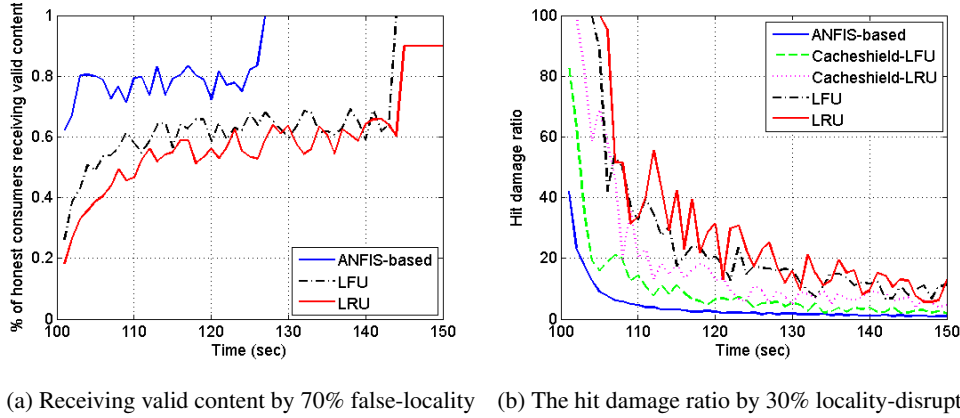 1
0.8
0.6
0.4
0.2
0
100
110
120
130
140
150
% of honest consumers receiving valid content
Time (sec)
ANFIS-based
LFU
LRU
100
80
60
40
20
0
100
110
120
130
140
150
Hit damage ratio
Time (sec)
ANFIS-based
Cacheshield-LFU
Cacheshield-LRU
LFU
LRU
(a) Receiving valid content by 70% false-locality
(b) The hit damage ratio by 30% locality-disrupt